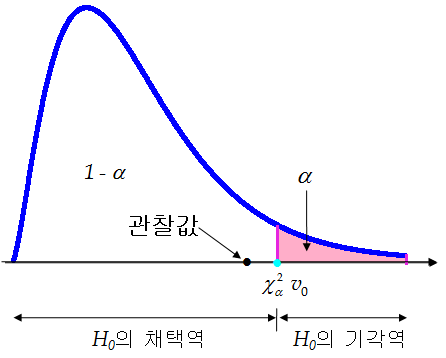 1 - α
α
관찰값
χ²α v₀
H₀의 채택역
H₀의 기각역